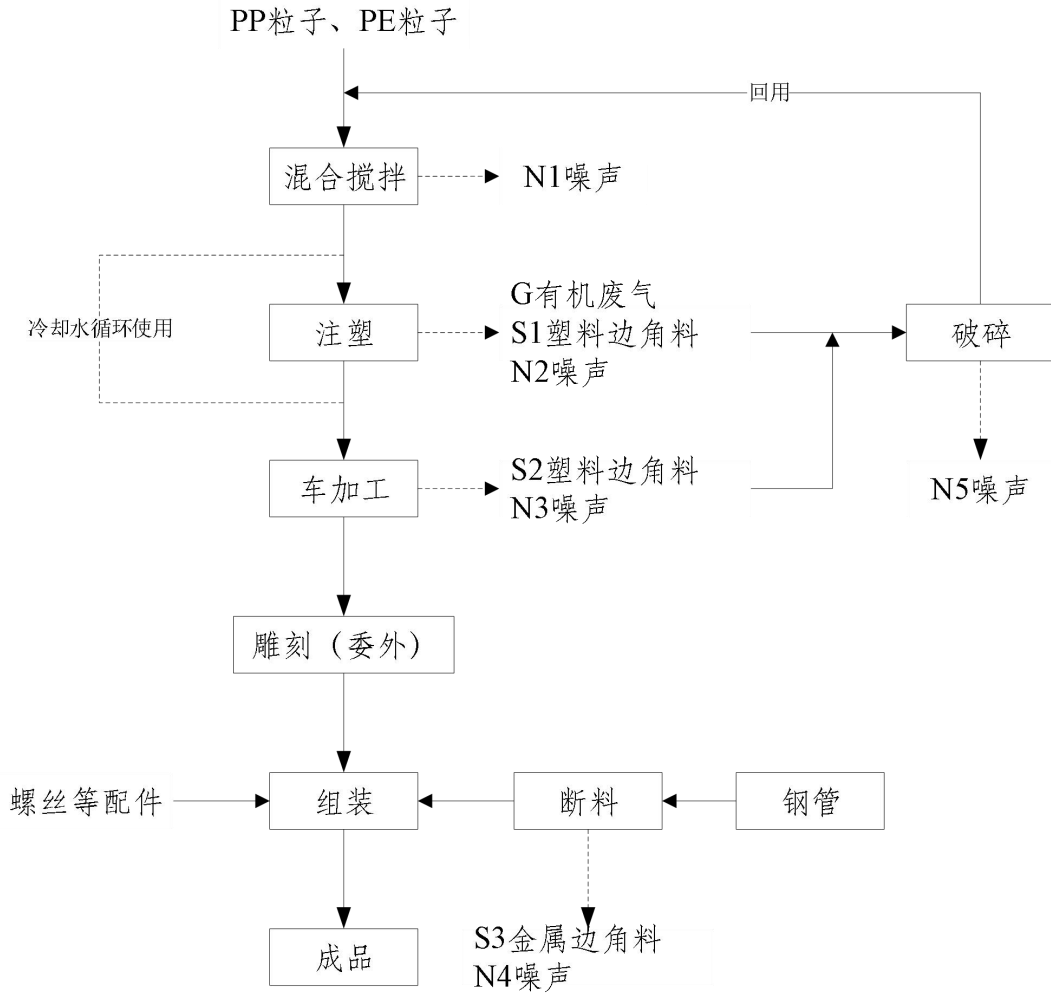 PP粒子、PE粒子
回用
混合搅拌
N1噪声
冷却水循环使用
注塑
G有机废气
S1塑料边角料
N2噪声
破碎
车加工
S2塑料边角料
N3噪声
N5噪声
雕刻（委外）
螺丝等配件
组装
断料
钢管
成品
S3金属边角料
N4噪声